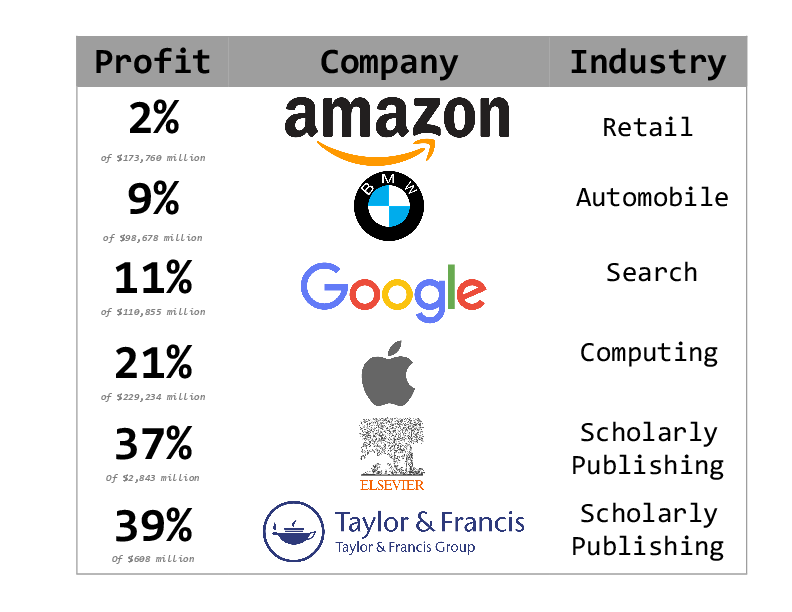 Profit Company Industry
2% amazon Retail
of $173,760 million
9% BMW Automobile
of $98,678 million
11% Google Search
of $110,855 million
21% Computing
of $229,234 million
37% Scholarly
Publishing
Of $2,843 million ELSEVIER
39% Taylor & Francis Scholarly
Taylor & Francis Group Publishing
Of $608 million